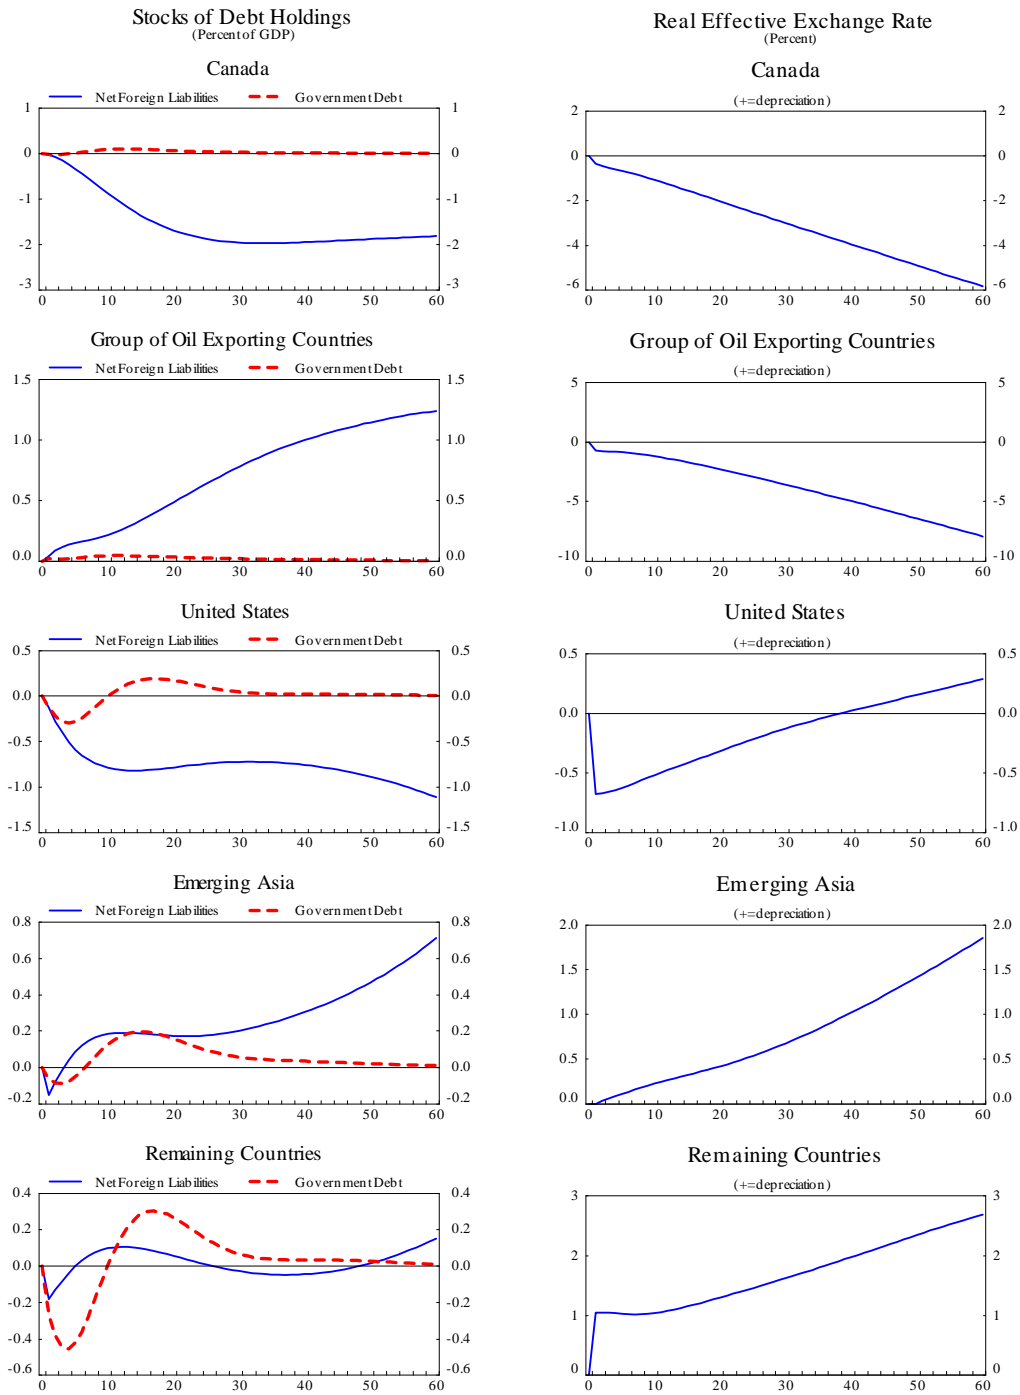 Stocks of Debt Holdings
(Percent of GDP)
Canada
Net Foreign Liabilities Government Debt
1 1
0 0
-1 -1
-2 -2
-3 -3
0 10 20 30 40 50 60
Group of Oil Exporting Countries
Net Foreign Liabilities Government Debt
1.5 1.5
1.0 1.0
0.5 0.5
0.0 0.0
0 10 20 30 40 50 60
United States
Net Foreign Liabilities Government Debt
0.5 0.5
0.0 0.0
-0.5 -0.5
-1.0 -1.0
-1.5 -1.5
0 10 20 30 40 50 60
Emerging Asia
Net Foreign Liabilities Government Debt
0.8 0.8
0.6 0.6
0.4 0.4
0.2 0.2
0.0 0.0
-0.2 -0.2
0 10 20 30 40 50 60
Remaining Countries
Net Foreign Liabilities Government Debt
0.4 0.4
0.2 0.2
0.0 0.0
-0.2 -0.2
-0.4 -0.4
-0.6 -0.6
0 10 20 30 40 50 60
Real Effective Exchange Rate
(Percent)
Canada
(+=depreciation)
2 2
0 0
-2 -2
-4 -4
-6 -6
0 10 20 30 40 50 60
Group of Oil Exporting Countries
(+=depreciation)
5 5
0 0
-5 -5
-10 -10
0 10 20 30 40 50 60
United States
(+=depreciation)
0.5 0.5
0.0 0.0
-0.5 -0.5
-1.0 -1.0
0 10 20 30 40 50 60
Emerging Asia
(+=depreciation)
2.0 2.0
1.5 1.5
1.0 1.0
0.5 0.5
0.0 0.0
0 10 20 30 40 50 60
Remaining Countries
(+=depreciation)
3 3
2 2
1 1
0 0
0 10 20 30 40 50 60